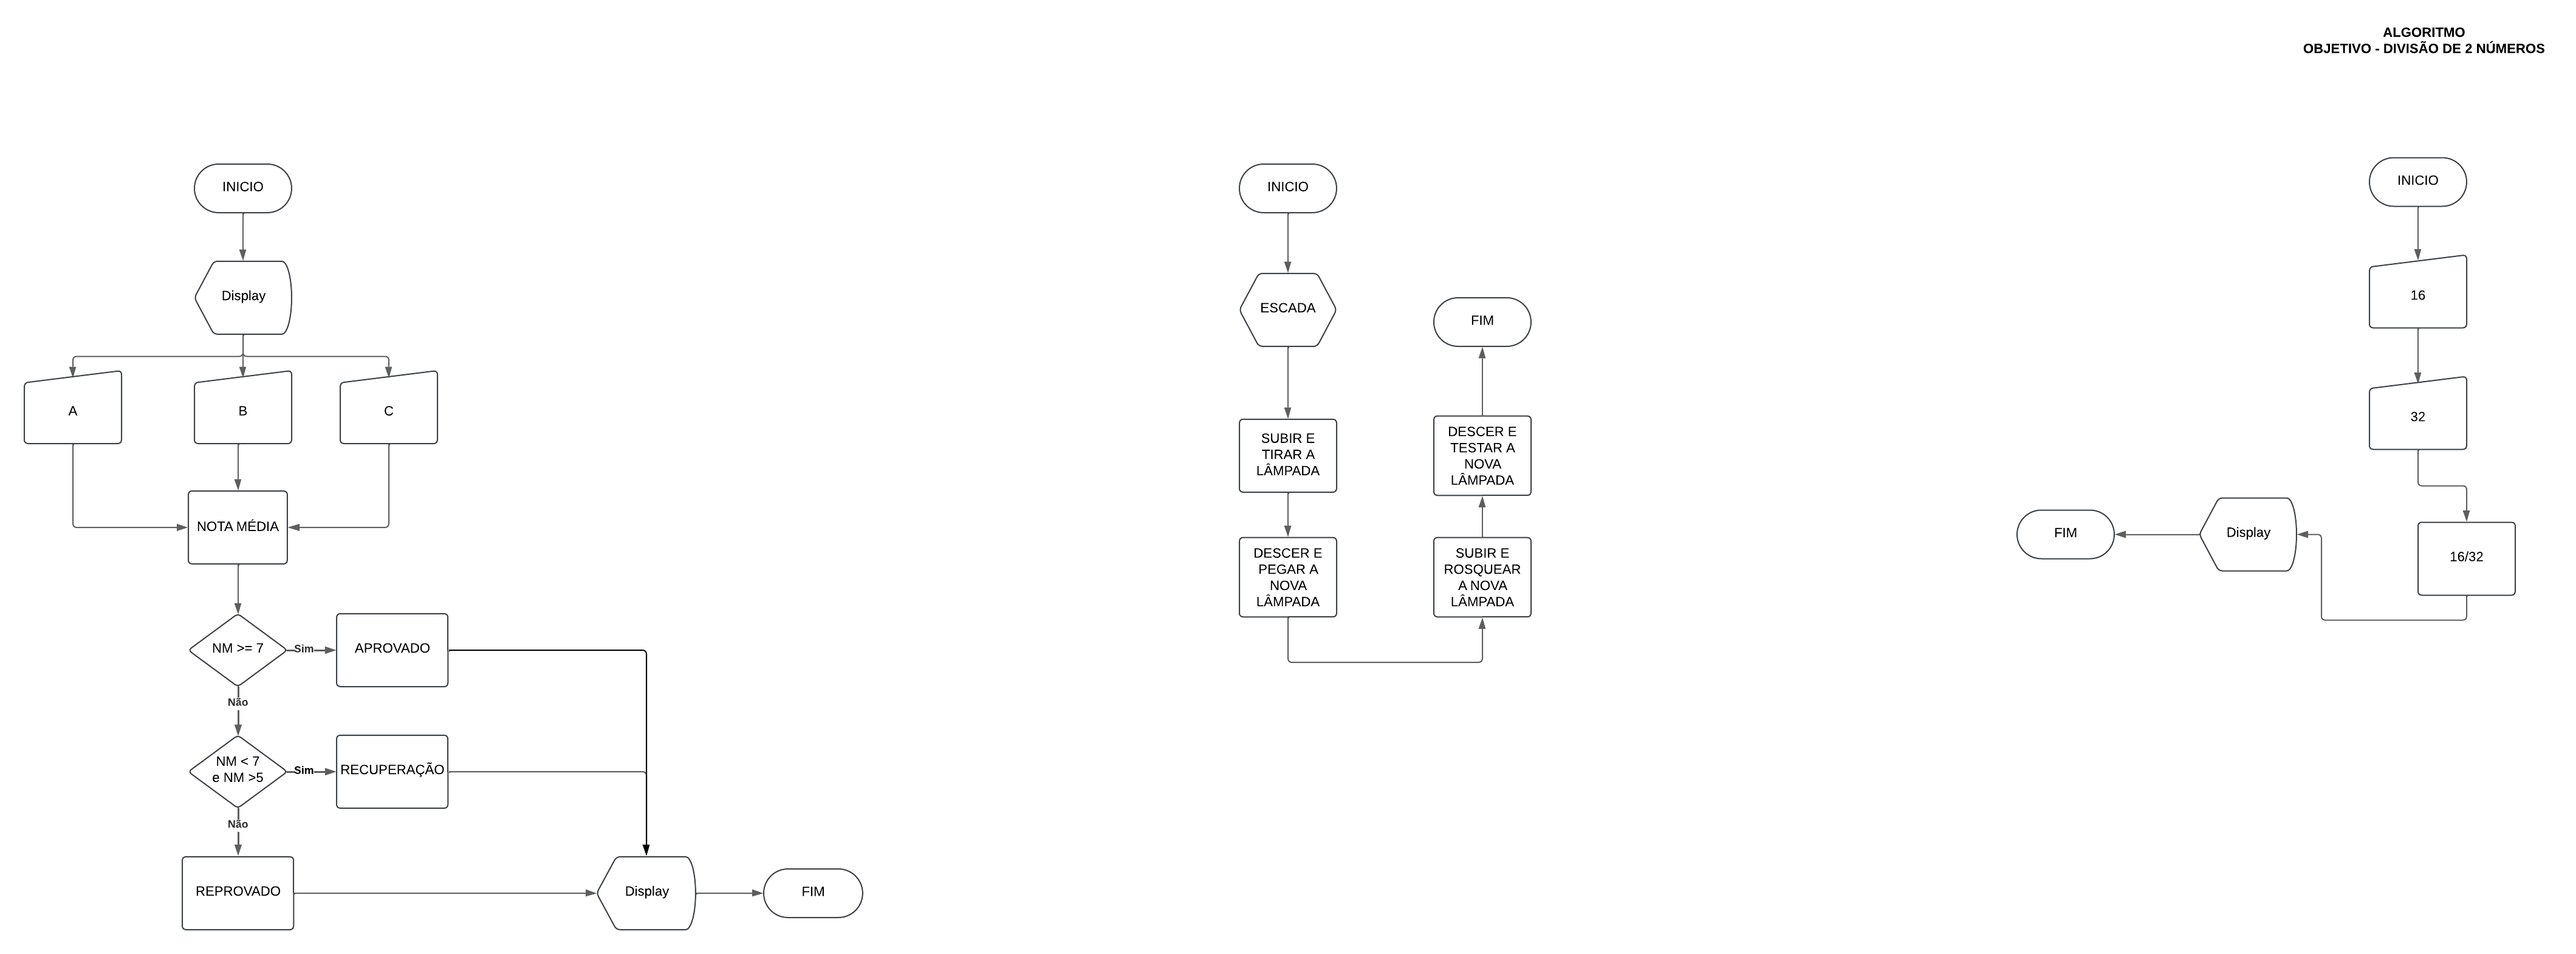 ALGORITMO
OBJETIVO - DIVISÃO DE 2 NÚMEROS
INICIO
Display
A
B
C
NOTA MÉDIA
NM >= 7
Sim
APROVADO
Não
NM < 7
e NM >5
Sim
RECUPERAÇÃO
Não
REPROVADO
Display
FIM
INICIO
ESCADA
SUBIR E
TIRAR A
LÂMPADA
DESCER E
PEGAR A
NOVA
LÂMPADA
SUBIR E
ROSQUEAR
A NOVA
LÂMPADA
DESCER E
TESTAR A
NOVA
LÂMPADA
FIM
INICIO
16
32
16/32
Display
FIM